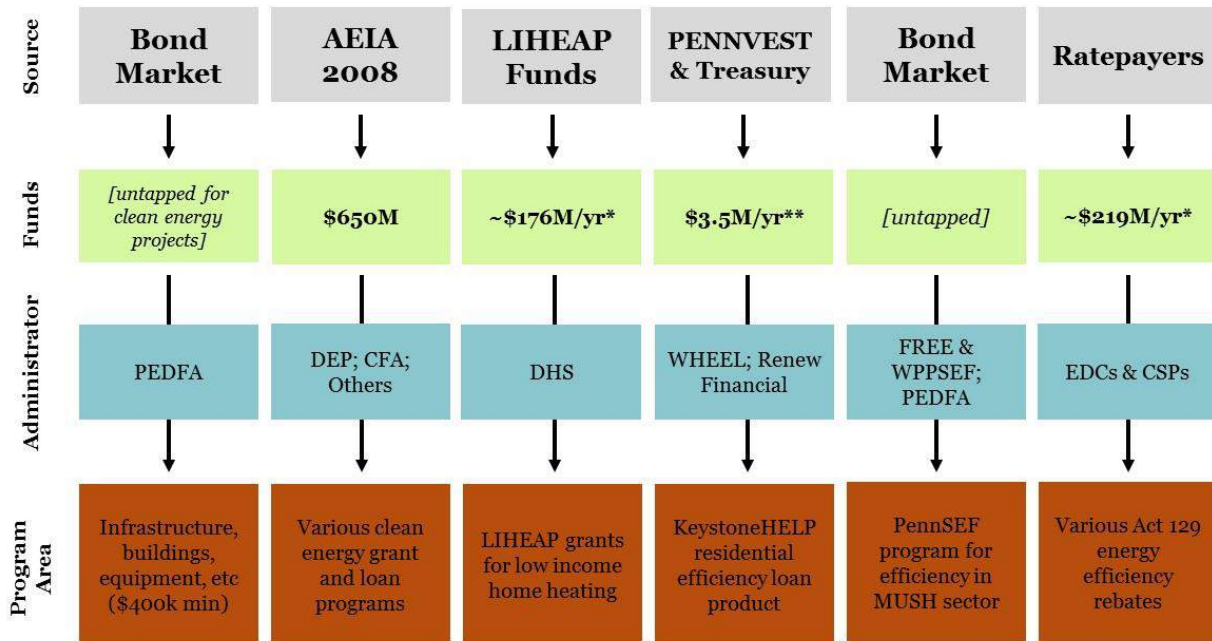 Source
Bond
Market
AEIA
2008
LIHEAP
Funds
PENNVEST
& Treasury
Bond
Market
Ratepayers
Funds
[untapped for
clean energy
projects]
$650M
~$176M/yr*
$3.5M/yr**
[untapped]
~$219M/yr*
Administrator
PEDFA
DEP; CFA;
Others
DHS
WHEEL; Renew
Financial
FREE &
WPPSEF;
PEDFA
EDCs & CSPs
Program
Area
Infrastructure,
buildings,
equipment, etc
($400k min)
Various clean
energy grant
and loan
programs
LIHEAP grants
for low income
home heating
KeystoneHELP
residential
efficiency loan
product
PennSEF
program for
efficiency in
MUSH sector
Various Act 129
energy
efficiency
rebates